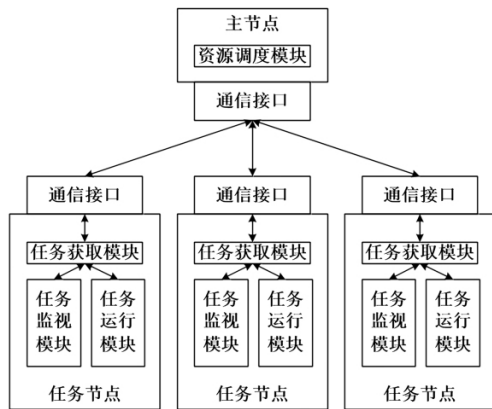 主节点
资源调度模块
通信接口
通信接口
通信接口
通信接口
任务获取模块
任务获取模块
任务获取模块
任务
监视
模块
任务
运行
模块
任务
监视
模块
任务
运行
模块
任务
监视
模块
任务
运行
模块
任务节点
任务节点
任务节点